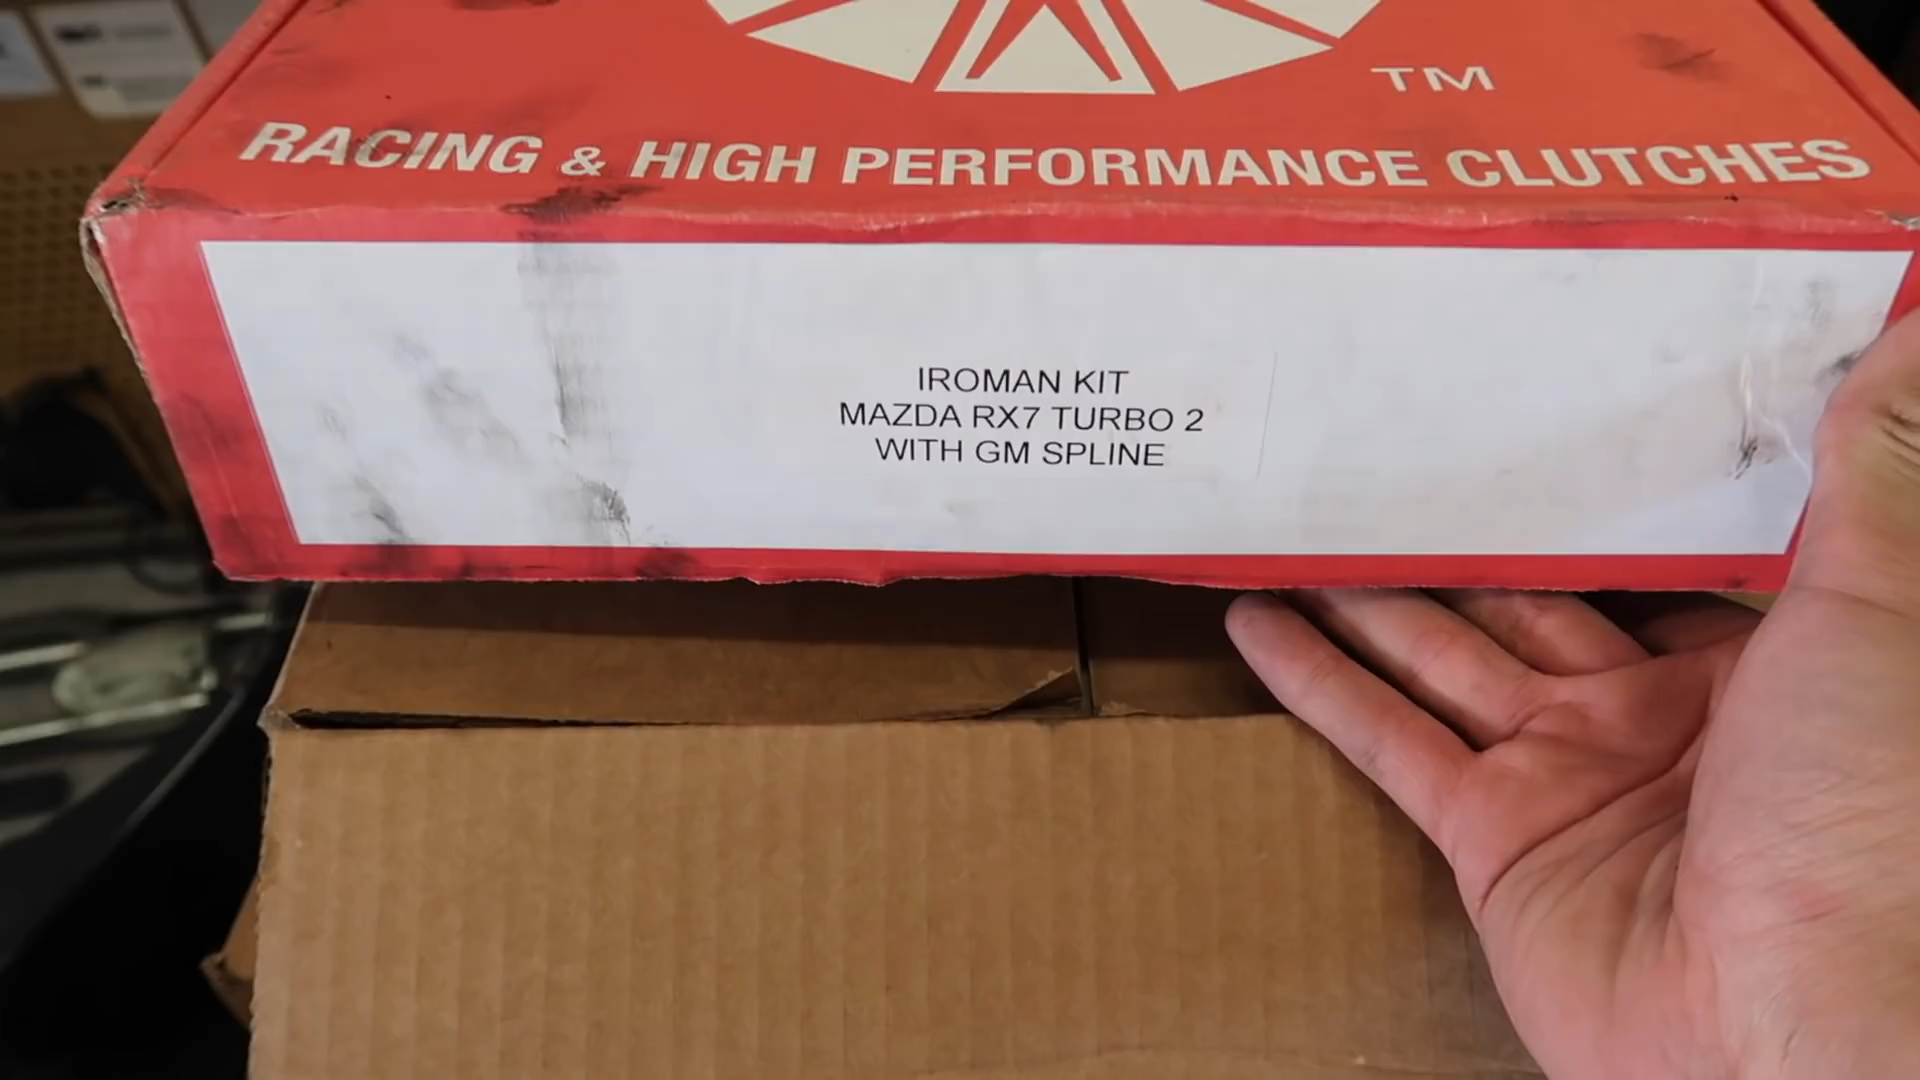 TM
RACING & HIGH PERFORMANCE CLUTCHES
IROMAN KIT
MAZDA RX7 TURBO 2
WITH GM SPLINE